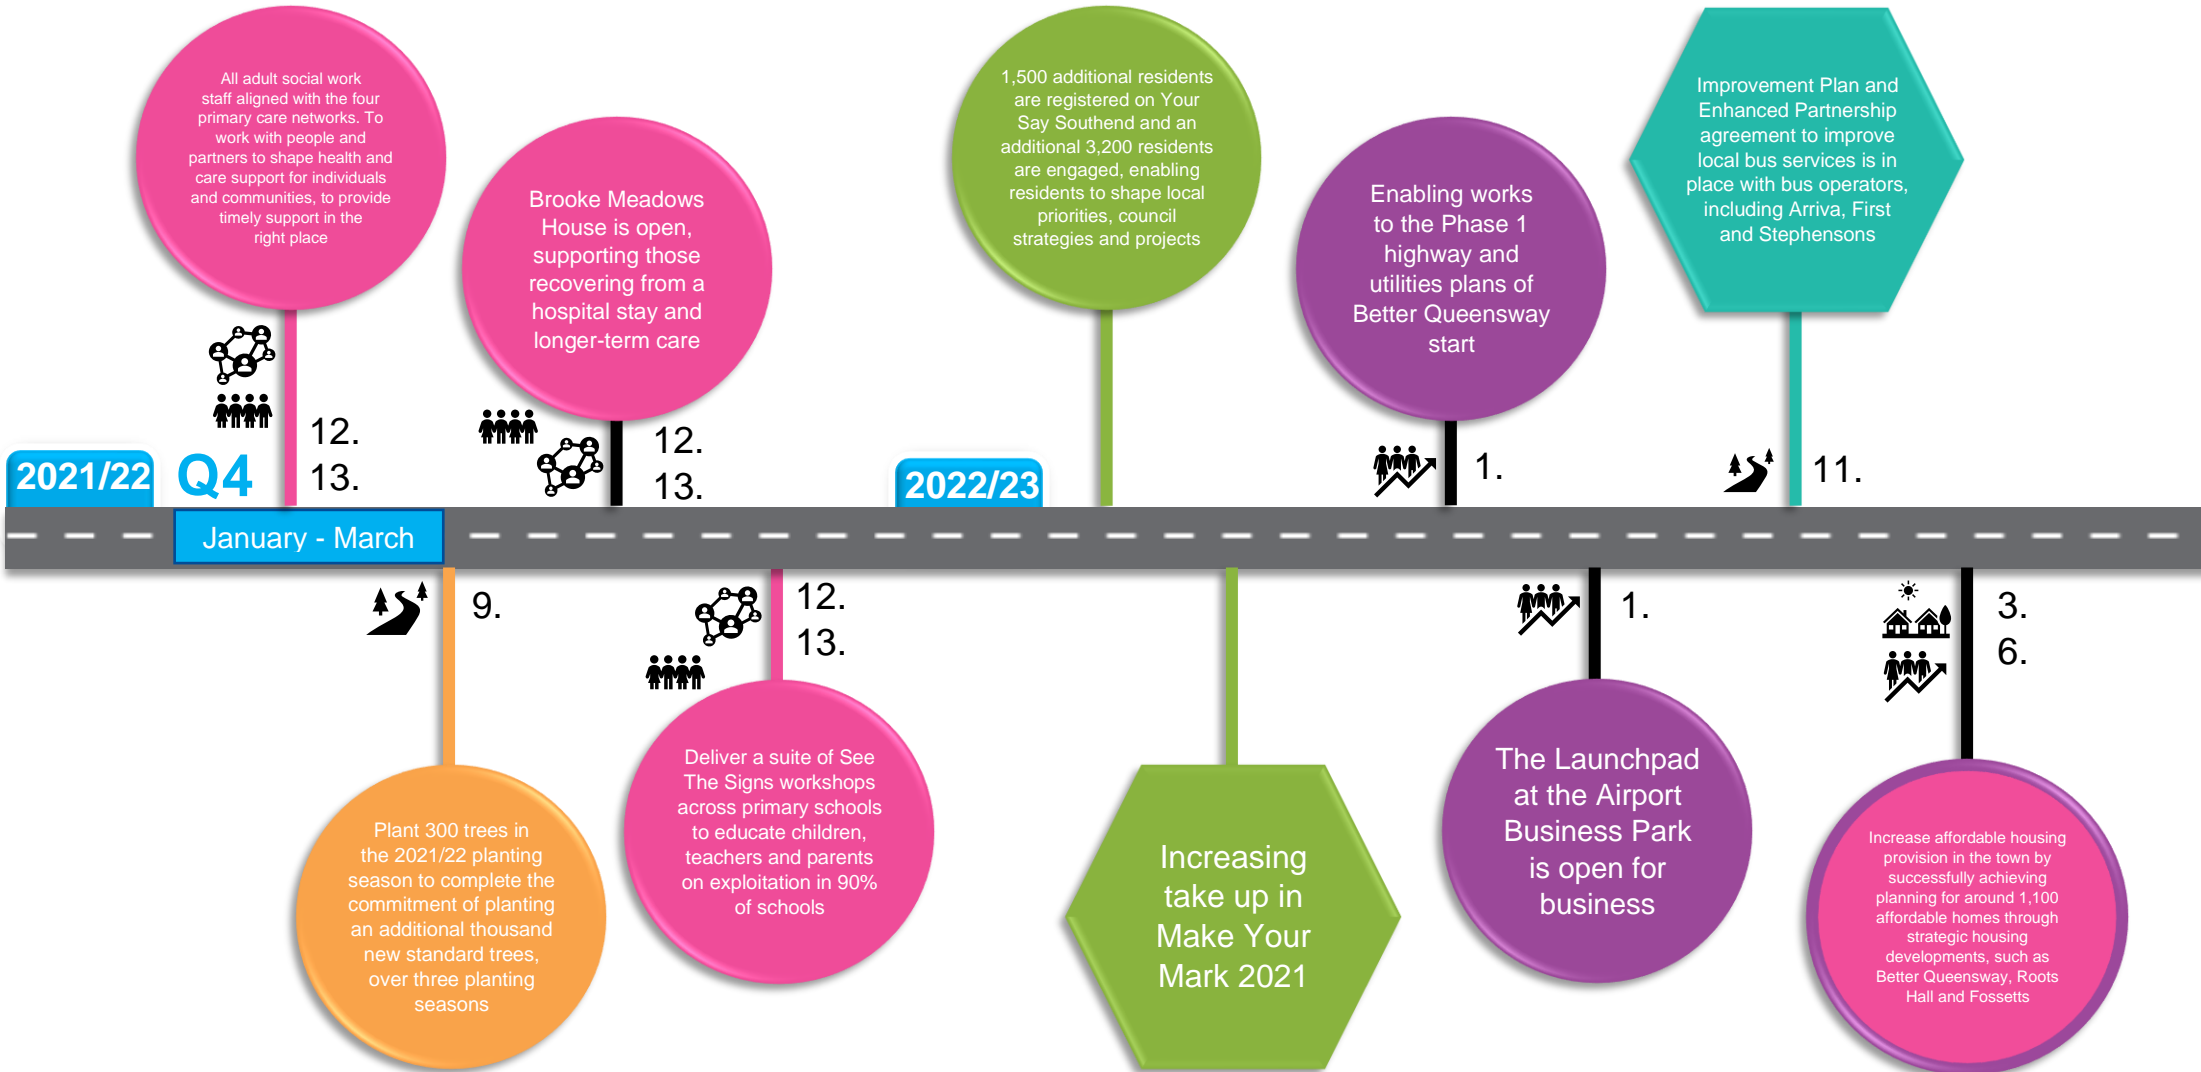 All adult social work
staff aligned with the four
primary care networks. To
work with people and
partners to shape health and
care support for individuals
and communities, to provide
timely support in the
right place
12.
13.
Brooke Meadows
House is open,
supporting those
recovering from a
hospital stay and
longer-term care
12.
13.
1,500 additional residents
are registered on Your
Say Southend and an
additional 3,200 residents
are engaged, enabling
residents to shape local
priorities, council
strategies and projects
Enabling works
to the Phase 1
highway and
utilities plans of
Better Queensway
start
1.
Improvement Plan and
Enhanced Partnership
agreement to improve
local bus services is in
place with bus operators,
including Arriva, First
and Stephensons
11.
2021/22
Q4
2022/23
January - March
9.
Plant 300 trees in
the 2021/22 planting
season to complete the
commitment of planting
an additional thousand
new standard trees,
over three planting
seasons
12.
13.
Deliver a suite of See
The Signs workshops
across primary schools
to educate children,
teachers and parents
on exploitation in 90%
of schools
Increasing
take up in
Make Your
Mark 2021
1.
The Launchpad
at the Airport
Business Park
is open for
business
3.
6.
Increase affordable housing
provision in the town by
successfully achieving
planning for around 1,100
affordable homes through
strategic housing
developments, such as
Better Queensway, Roots
Hall and Fossetts